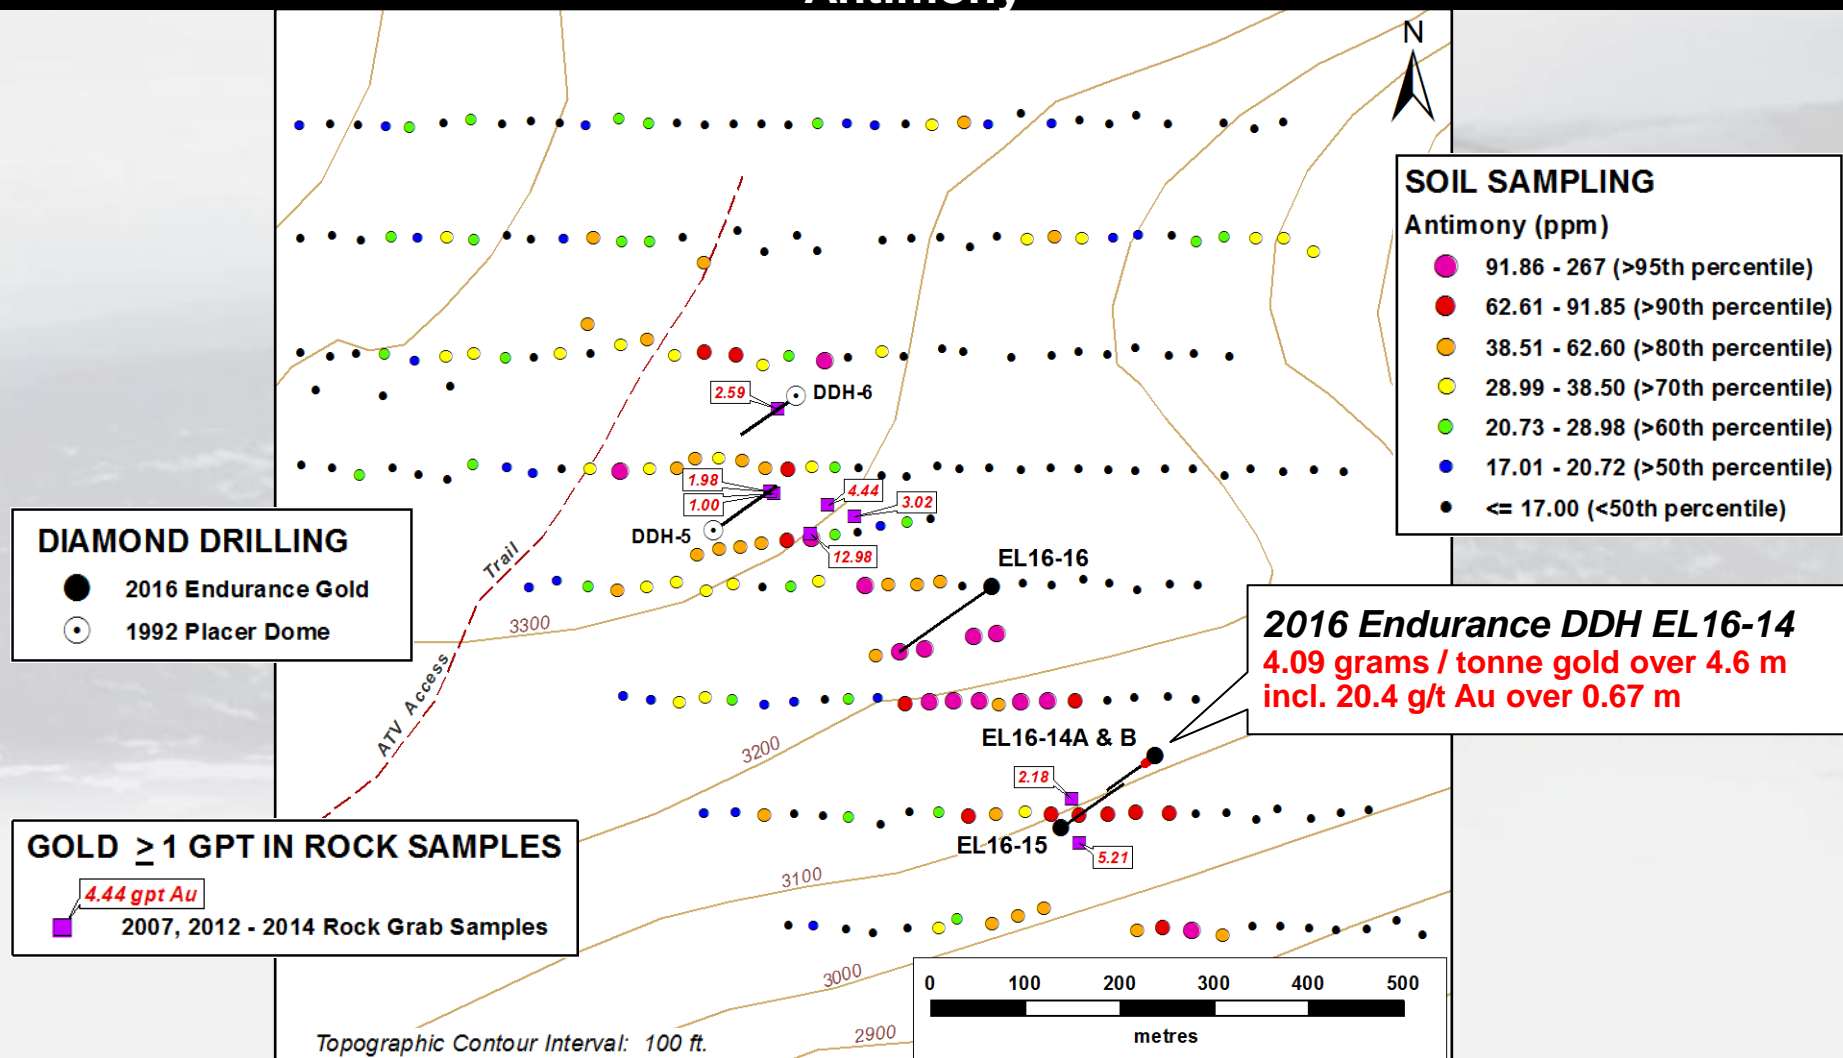 Antimony
N
SOIL SAMPLING
Antimony (ppm)
91.86 - 267 (>95th percentile)
62.61 - 91.85 (>90th percentile)
38.51 - 62.60 (>80th percentile)
28.99 - 38.50 (>70th percentile)
20.73 - 28.98 (>60th percentile)
17.01 - 20.72 (>50th percentile)
<= 17.00 (<50th percentile)
2.59
DDH-6
1.98
1.00
4.44
3.02
DDH-5
12.98
DIAMOND DRILLING
2016 Endurance Gold
1992 Placer Dome
Trail
ATV Access
3300
EL16-16
2016 Endurance DDH EL16-14
4.09 grams / tonne gold over 4.6 m
incl. 20.4 g/t Au over 0.67 m
3200
EL16-14A & B
2.18
EL16-15
5.21
GOLD ≥ 1 GPT IN ROCK SAMPLES
4.44 gpt Au
2007, 2012 - 2014 Rock Grab Samples
3100
3000
2900
0 100 200 300 400 500
metres
Topographic Contour Interval: 100 ft.